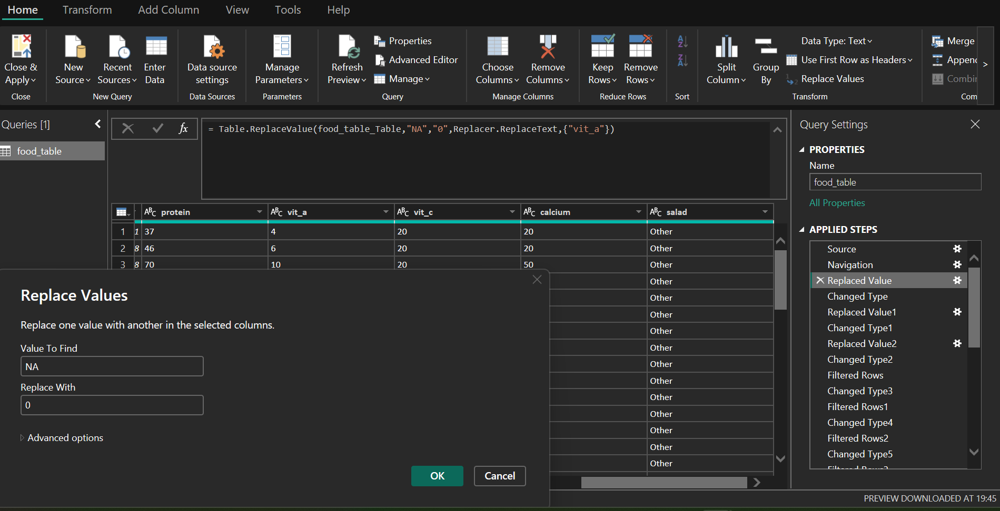 Home Transform Add Column View Tools Help
Close &
Apply
Close
New
Source
Recent
Sources
Enter
Data
New Query
Data source
settings
Data Sources
Manage
Parameters
Parameters
Refresh
Preview
Properties
Advanced Editor
Manage
Query
Choose
Columns
Remove
Columns
Manage Columns
Keep
Rows
Remove
Rows
Reduce Rows
Sort
Split
Column
Group
By
Data Type: Text
Use First Row as Headers
Replace Values
Transform
Merge
Appen
Combi
Com
Queries [1]
food_table
fx
= Table.ReplaceValue(food_table_Table,"NA","0",Replacer.ReplaceText,{"vit_a"})
ABC protein ABC vit_a ABC vit_c ABC calcium ABC salad
1 1 37 4 20 20 Other
2 8 46 6 20 20 Other
3 8 70 10 20 50 Other
Other
Other
Other
Other
Other
Other
Other
Other
Other
Other
Other
Other
Replace Values
Replace one value with another in the selected columns.
Value To Find
NA
Replace With
0
Advanced options
OK Cancel
Query Settings
PROPERTIES
Name
food_table
All Properties
APPLIED STEPS
Source
Navigation
Replaced Value
Changed Type
Replaced Value1
Changed Type1
Replaced Value2
Changed Type2
Filtered Rows
Changed Type3
Filtered Rows1
Changed Type4
Filtered Rows2
Changed Type5
PREVIEW DOWNLOADED AT 19:45